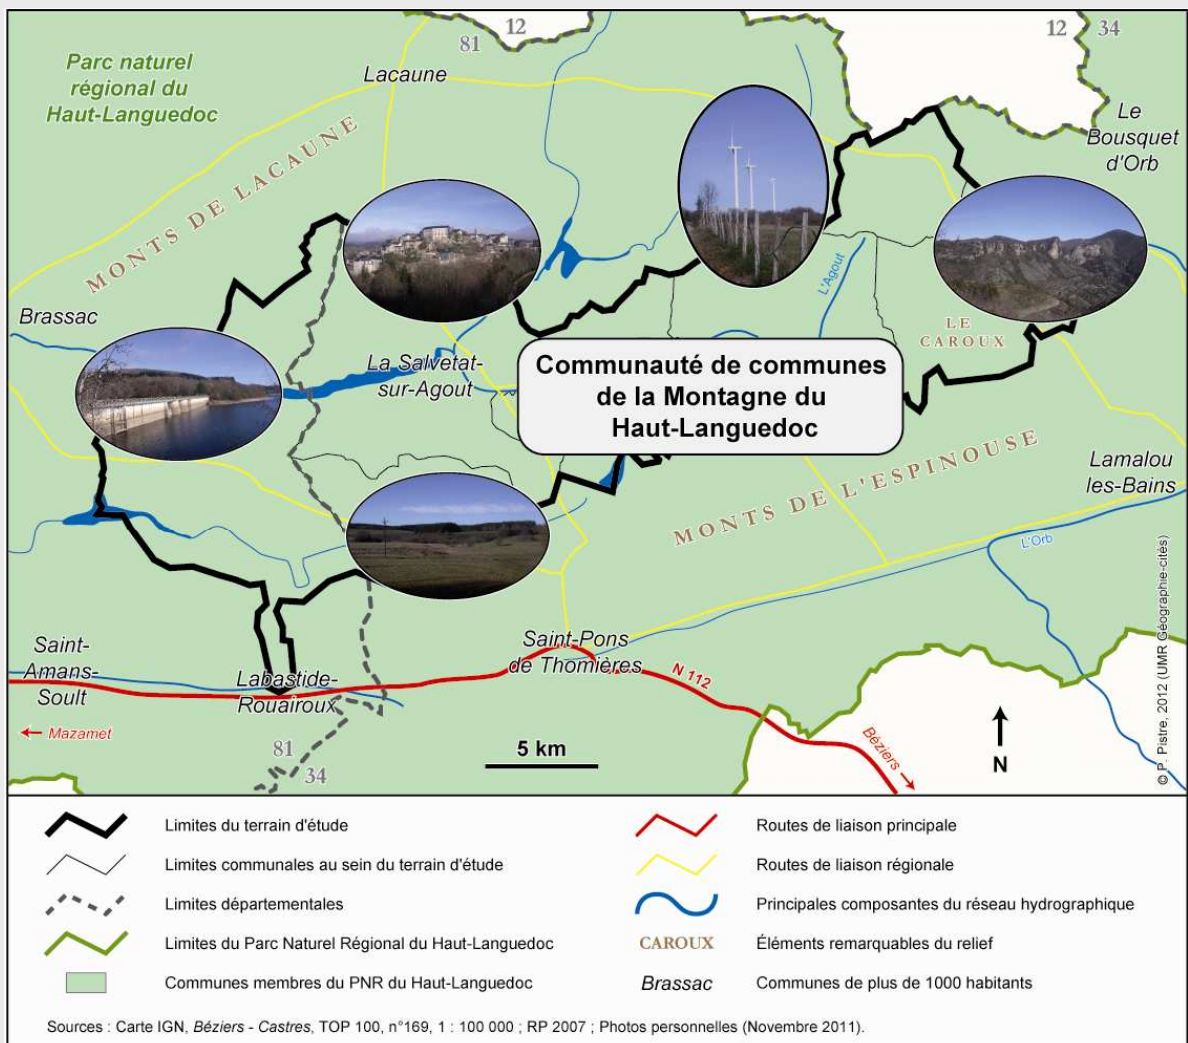 81
12
12
34
Parc naturel
régional du
Haut-Languedoc
Lacaune
Le
Bousquet
d'Orb
MONTS DE LACAUNE
L'Agout
Brassac
LE
CAROUX
La Salvetat-
sur-Agout
Communauté de communes
de la Montagne du
Haut-Languedoc
MONTS DE L'ESPINOUSE
Lamalou
les-Bains
L'Orb
Saint-
Amans-
Soult
Labastide-
Rouairoux
Saint-Pons
de Thomières
N 112
Mazamet
81
34
5 km
Béziers
N
© P. Pistre, 2012 (UMR Géographie-cités)
Limites du terrain d'étude
Limites communales au sein du terrain d'étude
Limites départementales
Limites du Parc Naturel Régional du Haut-Languedoc
Communes membres du PNR du Haut-Languedoc
Routes de liaison principale
Routes de liaison régionale
Principales composantes du réseau hydrographique
CAROUX
Éléments remarquables du relief
Brassac
Communes de plus de 1000 habitants
Sources : Carte IGN, Béziers - Castres, TOP 100, n°169, 1 : 100 000 ; RP 2007 ; Photos personnelles (Novembre 2011).